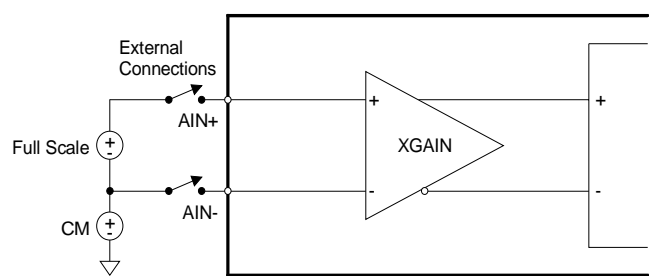 External
Connections
AIN+
Full Scale
+
-
AIN-
CM
+
-
+
-
XGAIN
+
-